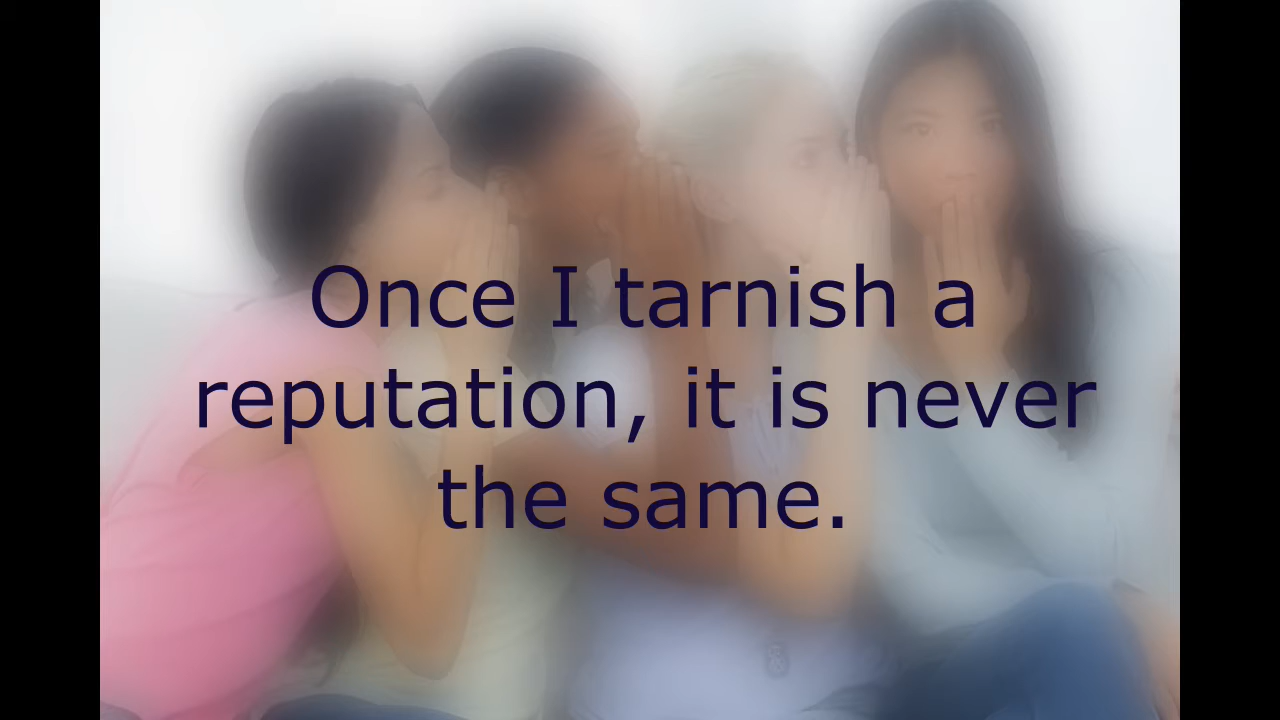 Once I tarnish a
reputation, it is never
the same.